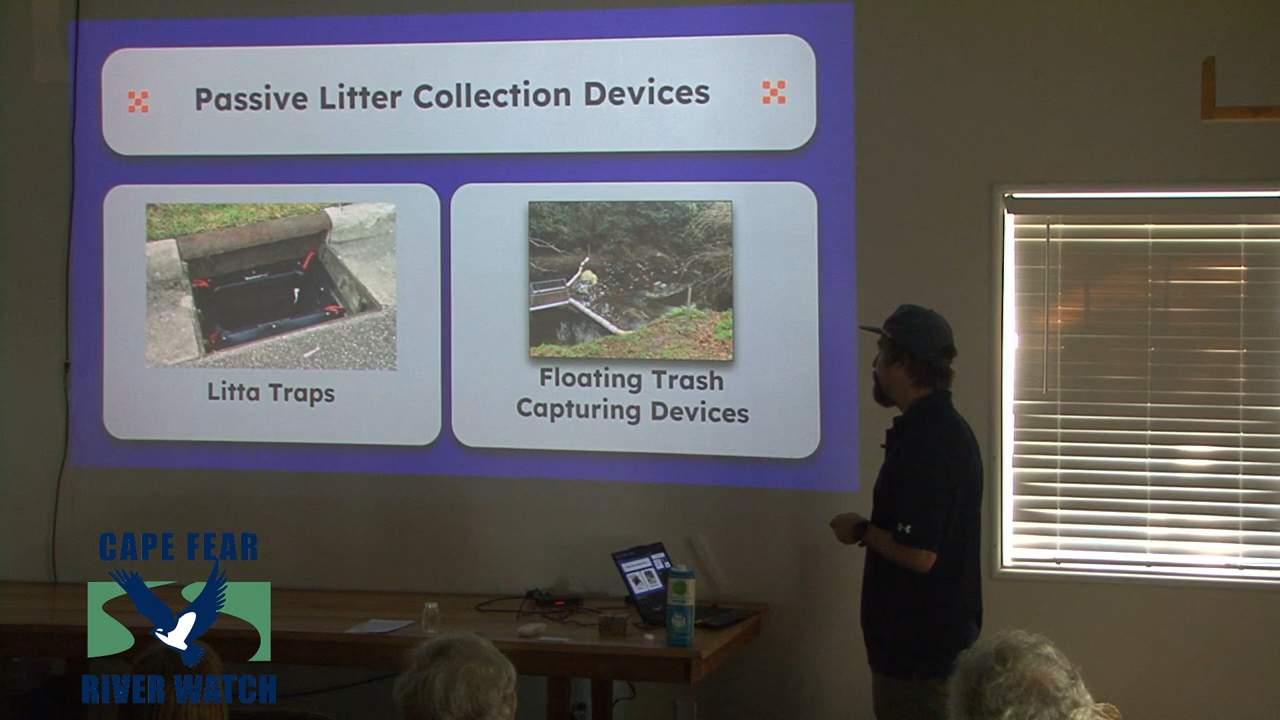 Passive Litter Collection Devices
Litta Traps
Floating Trash
Capturing Devices
CAPE FEAR
RIVER WATCH